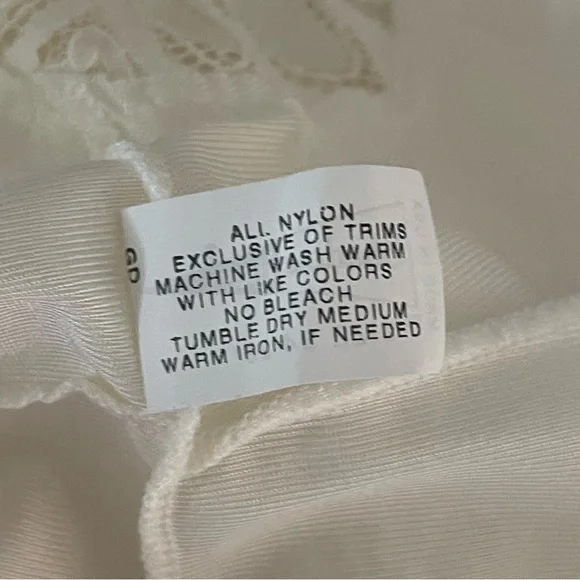 ALL NYLON
EXCLUSIVE OF TRIMS
MACHINE WASH WARM
WITH LIKE COLORS
NO BLEACH
TUMBLE DRY MEDIUM
WARM IRON, IF NEEDED
GD